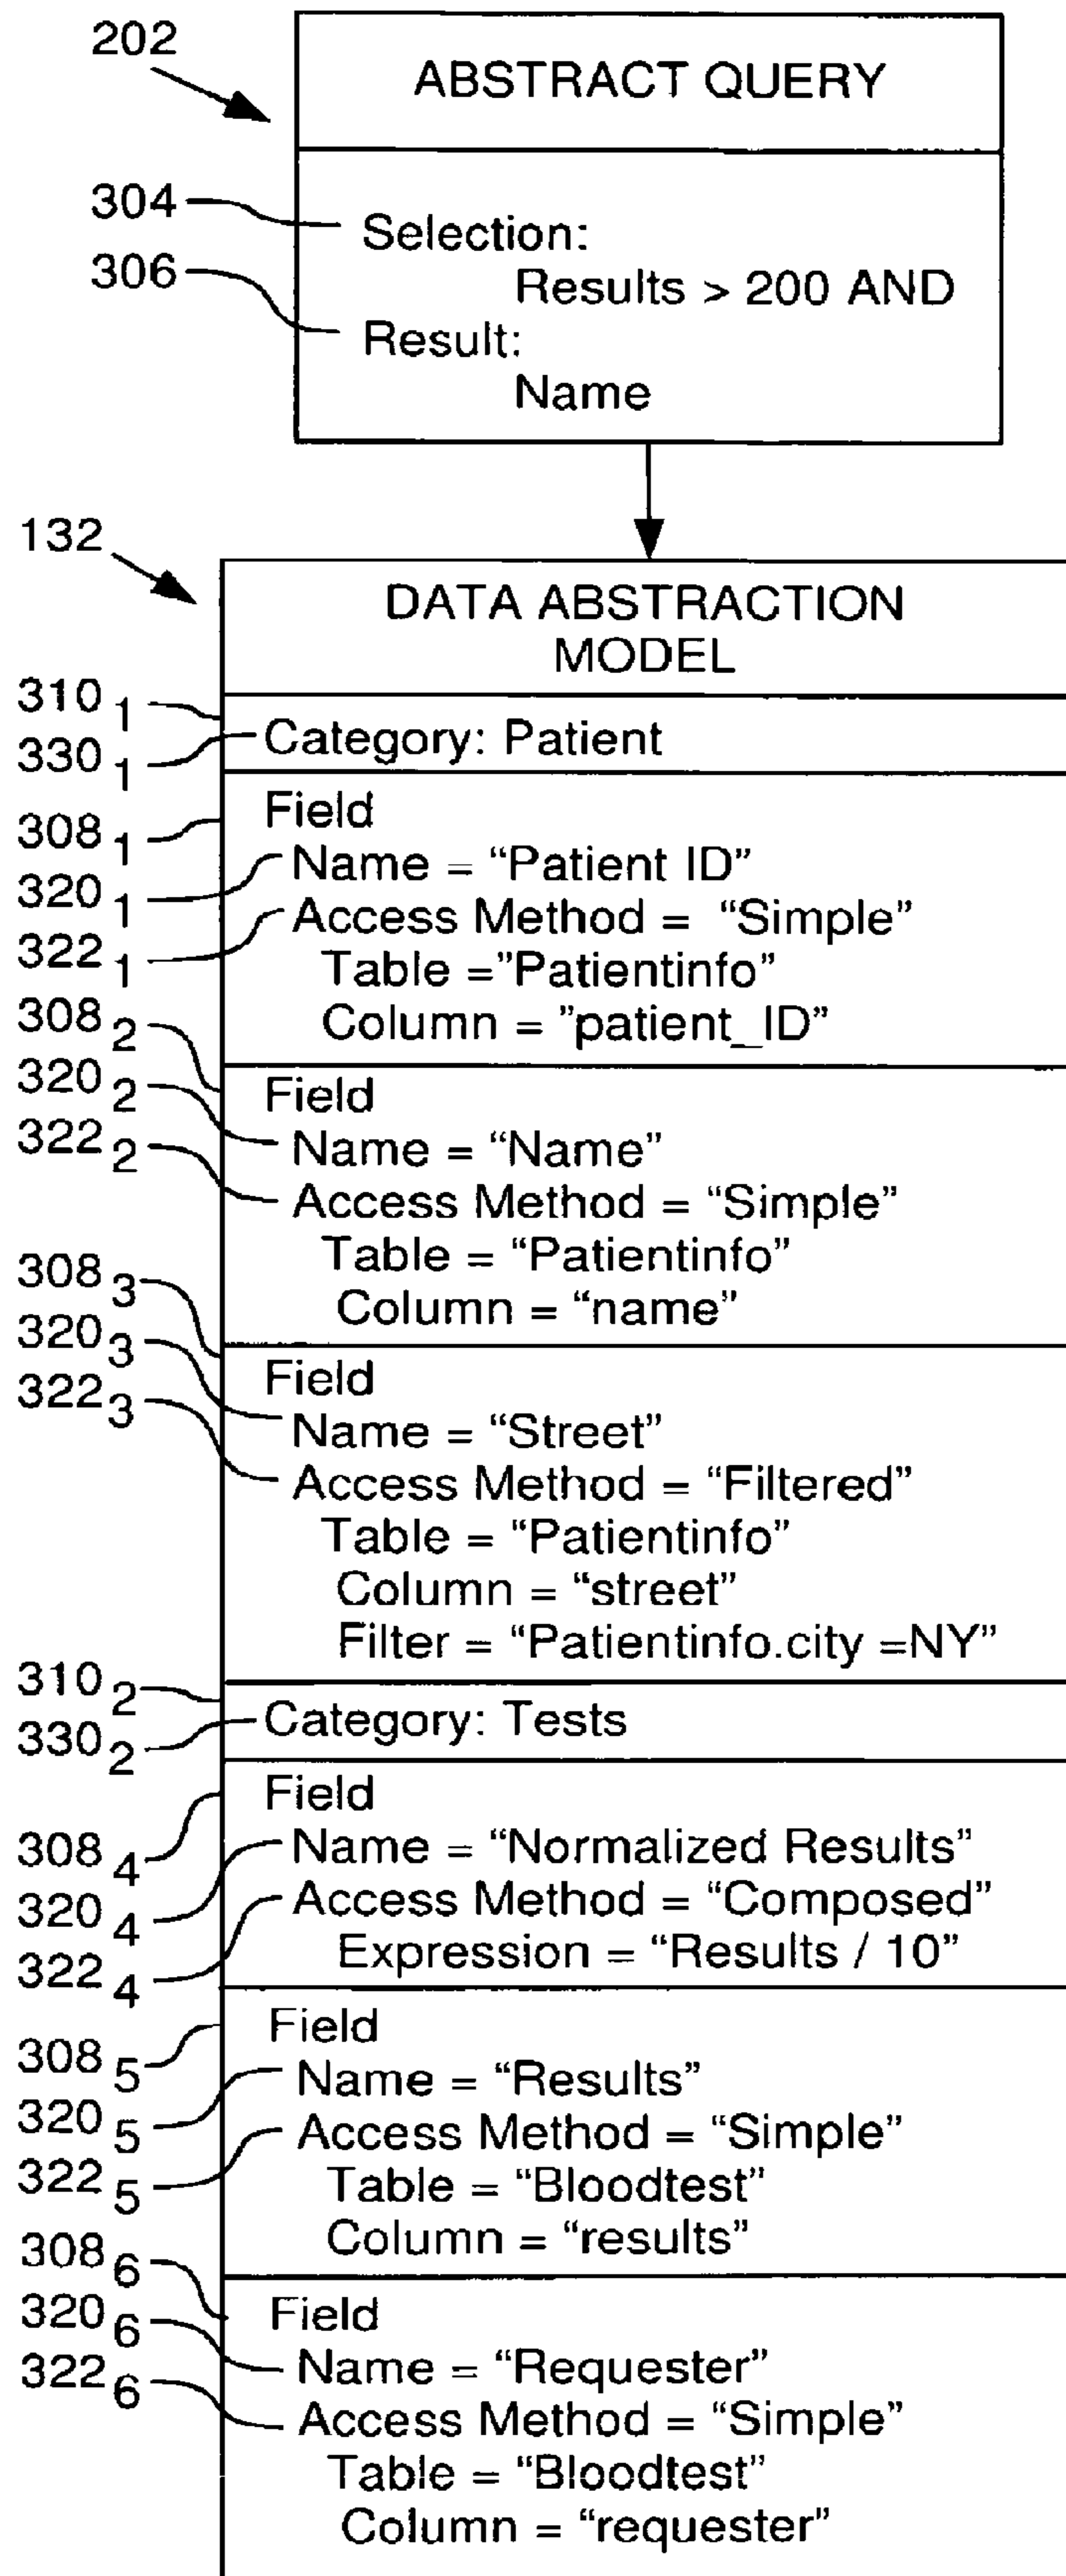 202
ABSTRACT QUERY
304
Selection:
306
Results > 200 AND
Result:
Name
132
DATA ABSTRACTION
MODEL
310 1
330 1
Category: Patient
308 1
Field
320 1
Name = “Patient ID”
322 1
Access Method = “Simple”
Table =”Patientinfo”
308 2
Column = ”patient_ID”
320 2
Field
322 2
Name = “Name”
Access Method = “Simple”
Table = “Patientinfo”
308 3
Column = “name”
320 3
Field
322 3
Name = “Street”
Access Method = “Filtered”
Table = “Patientinfo”
Column = “street”
Filter = “Patientinfo.city =NY”
310 2
330 2
Category: Tests
Field
308 4
Name = “Normalized Results”
320 4
Access Method = “Composed”
322 4
Expression = “Results / 10”
308 5
Field
320 5
Name = “Results”
322 5
Access Method = “Simple”
Table = “Bloodtest”
308 6
Column = “results”
320 6
Field
322 6
Name = “Requester”
Access Method = “Simple”
Table = “Bloodtest”
Column = “requester”